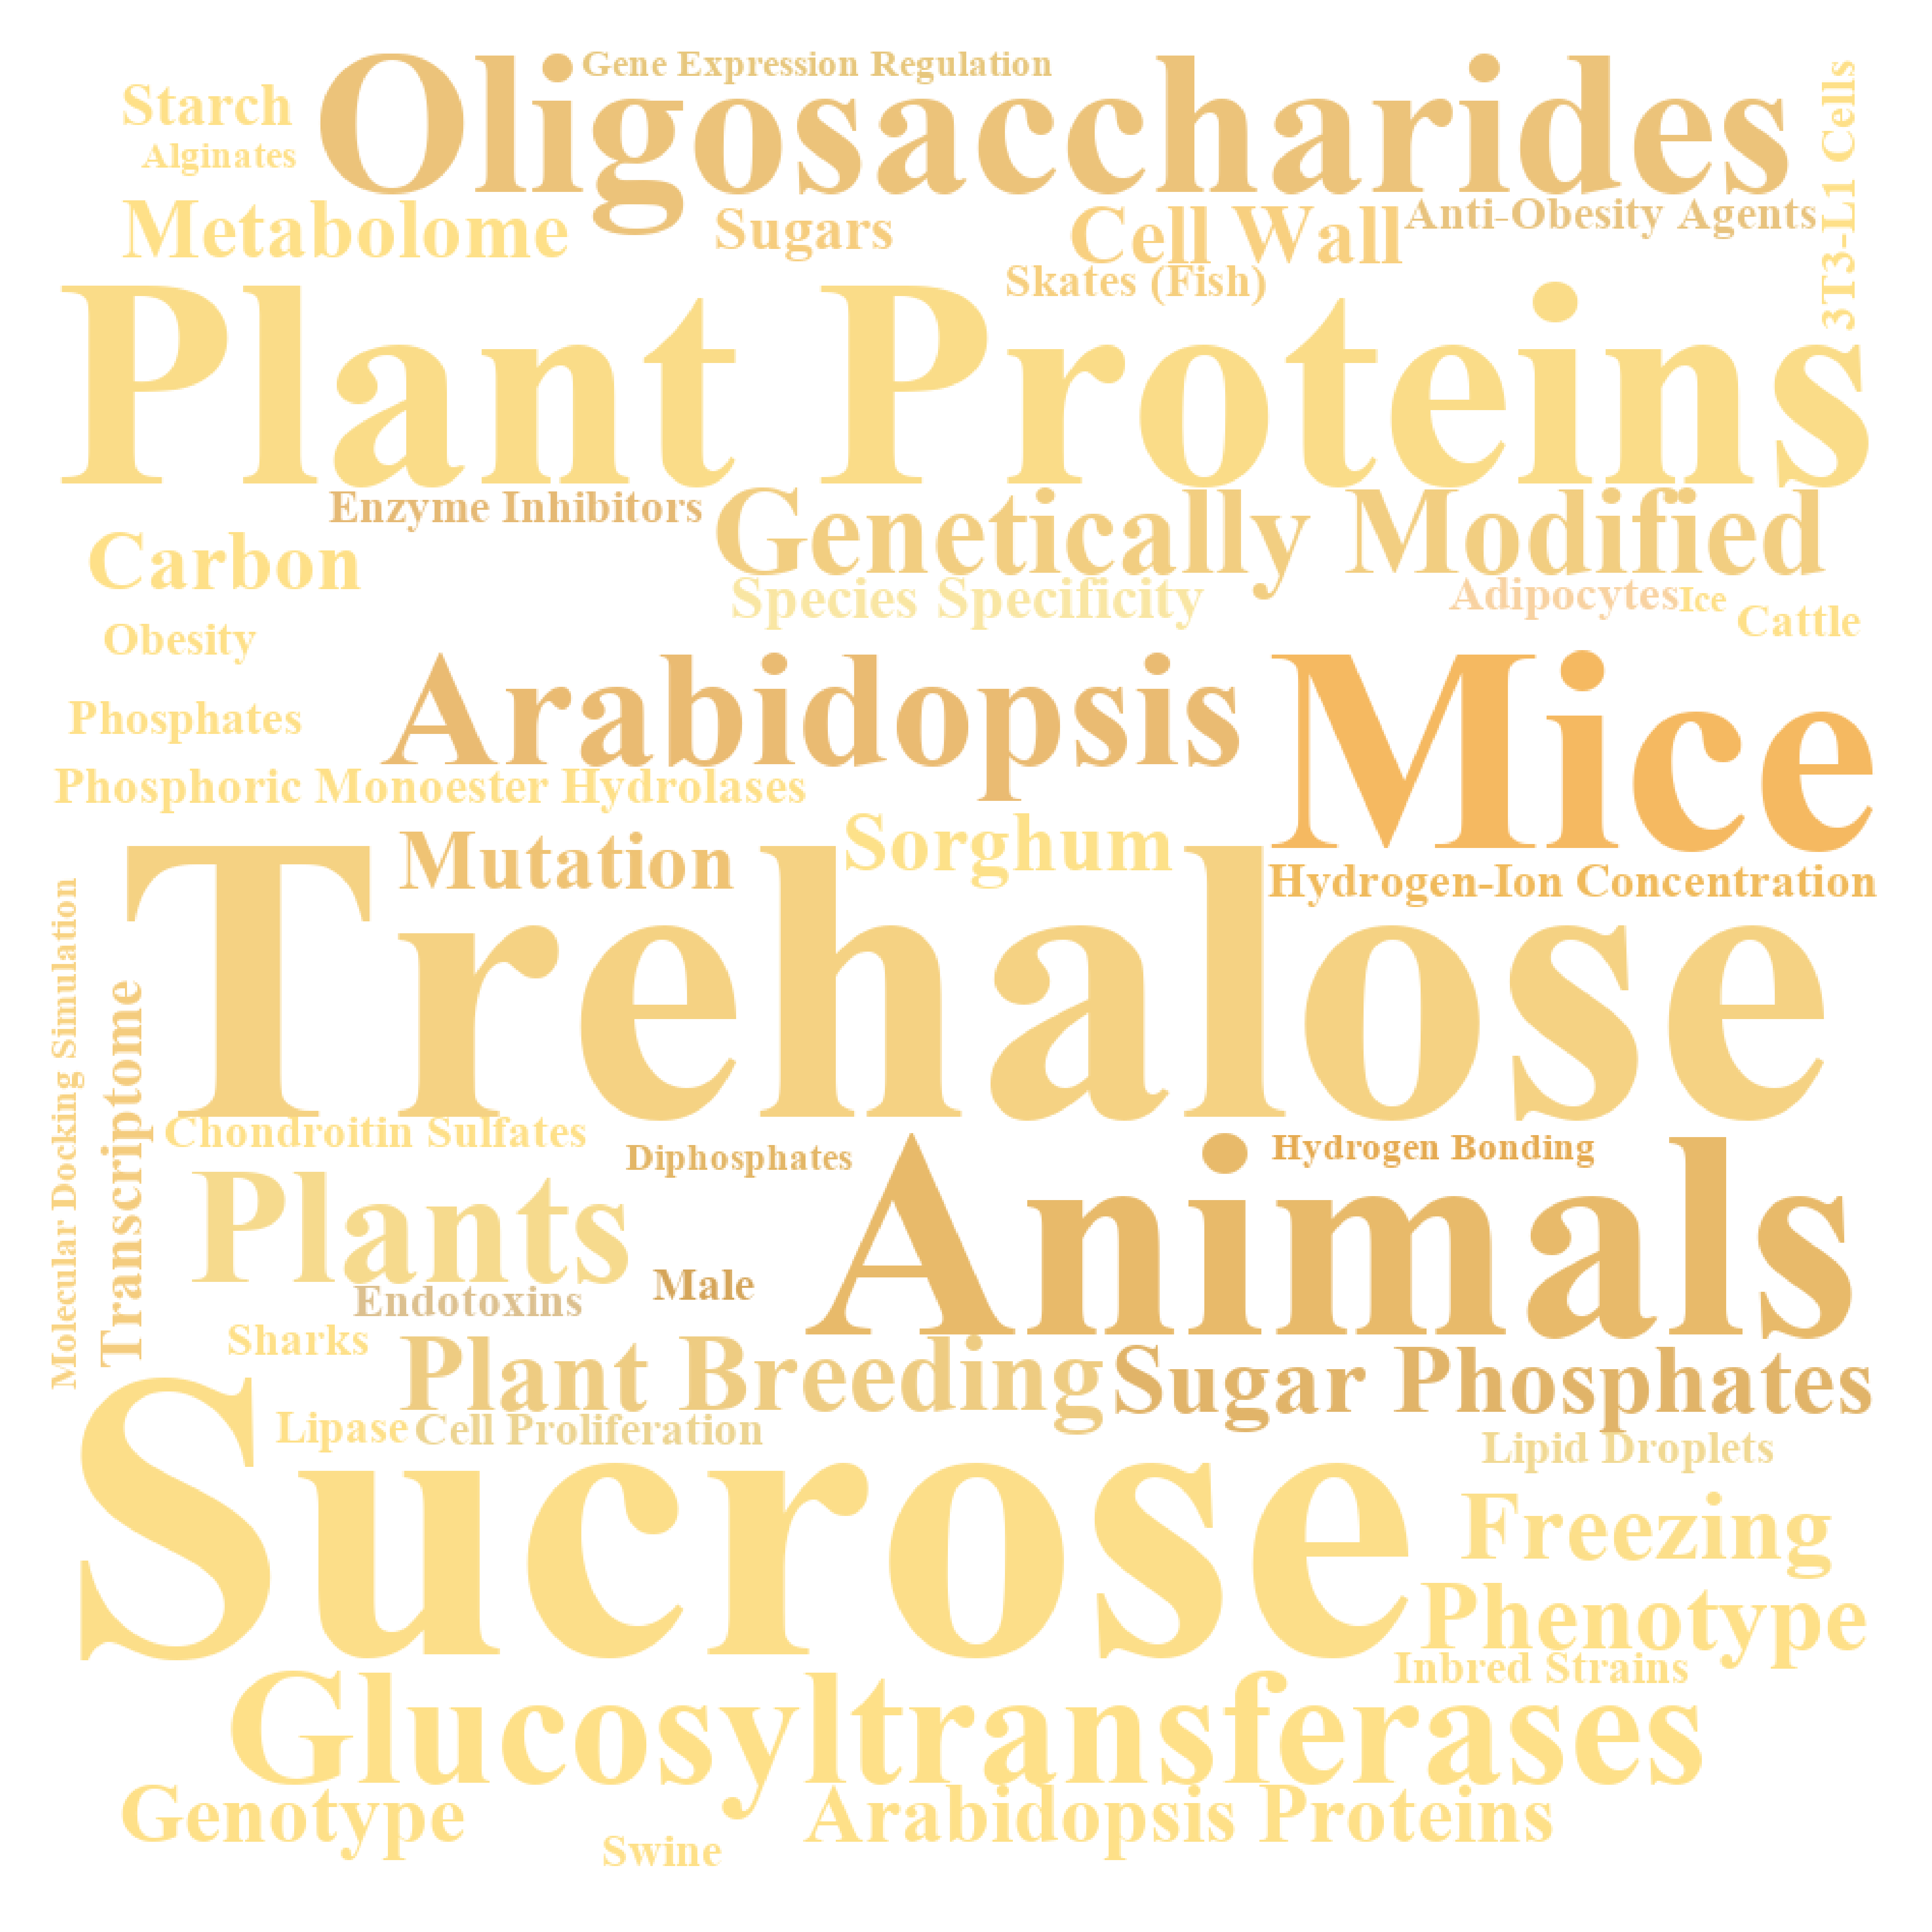 Gene Expression Regulation
Oligosaccharides
Starch
Alginates
3T3-L1 Cells
Metabolome
Sugars
Cell Wall
Anti-Obesity Agents
Skates (Fish)
Plant Proteins
Enzyme Inhibitors
Genetically Modified
Carbon
Species Specificity
Adipocytes
Ice
Cattle
Obesity
Arabidopsis
Mice
Phosphates
Phosphoric Monoester Hydrolases
Mutation
Sorghum
Hydrogen-Ion Concentration
Trehalose
Molecular Docking Simulation
Transcriptome
Chondroitin Sulfates
Diphosphates
Hydrogen Bonding
Plants
Animals
Endotoxins
Male
Sharks
Plant Breeding
Sugar Phosphates
Lipase
Cell Proliferation
Lipid Droplets
Sucrose
Freezing
Phenotype
Inbred Strains
Glucosyltransferases
Genotype
Arabidopsis Proteins
Swine